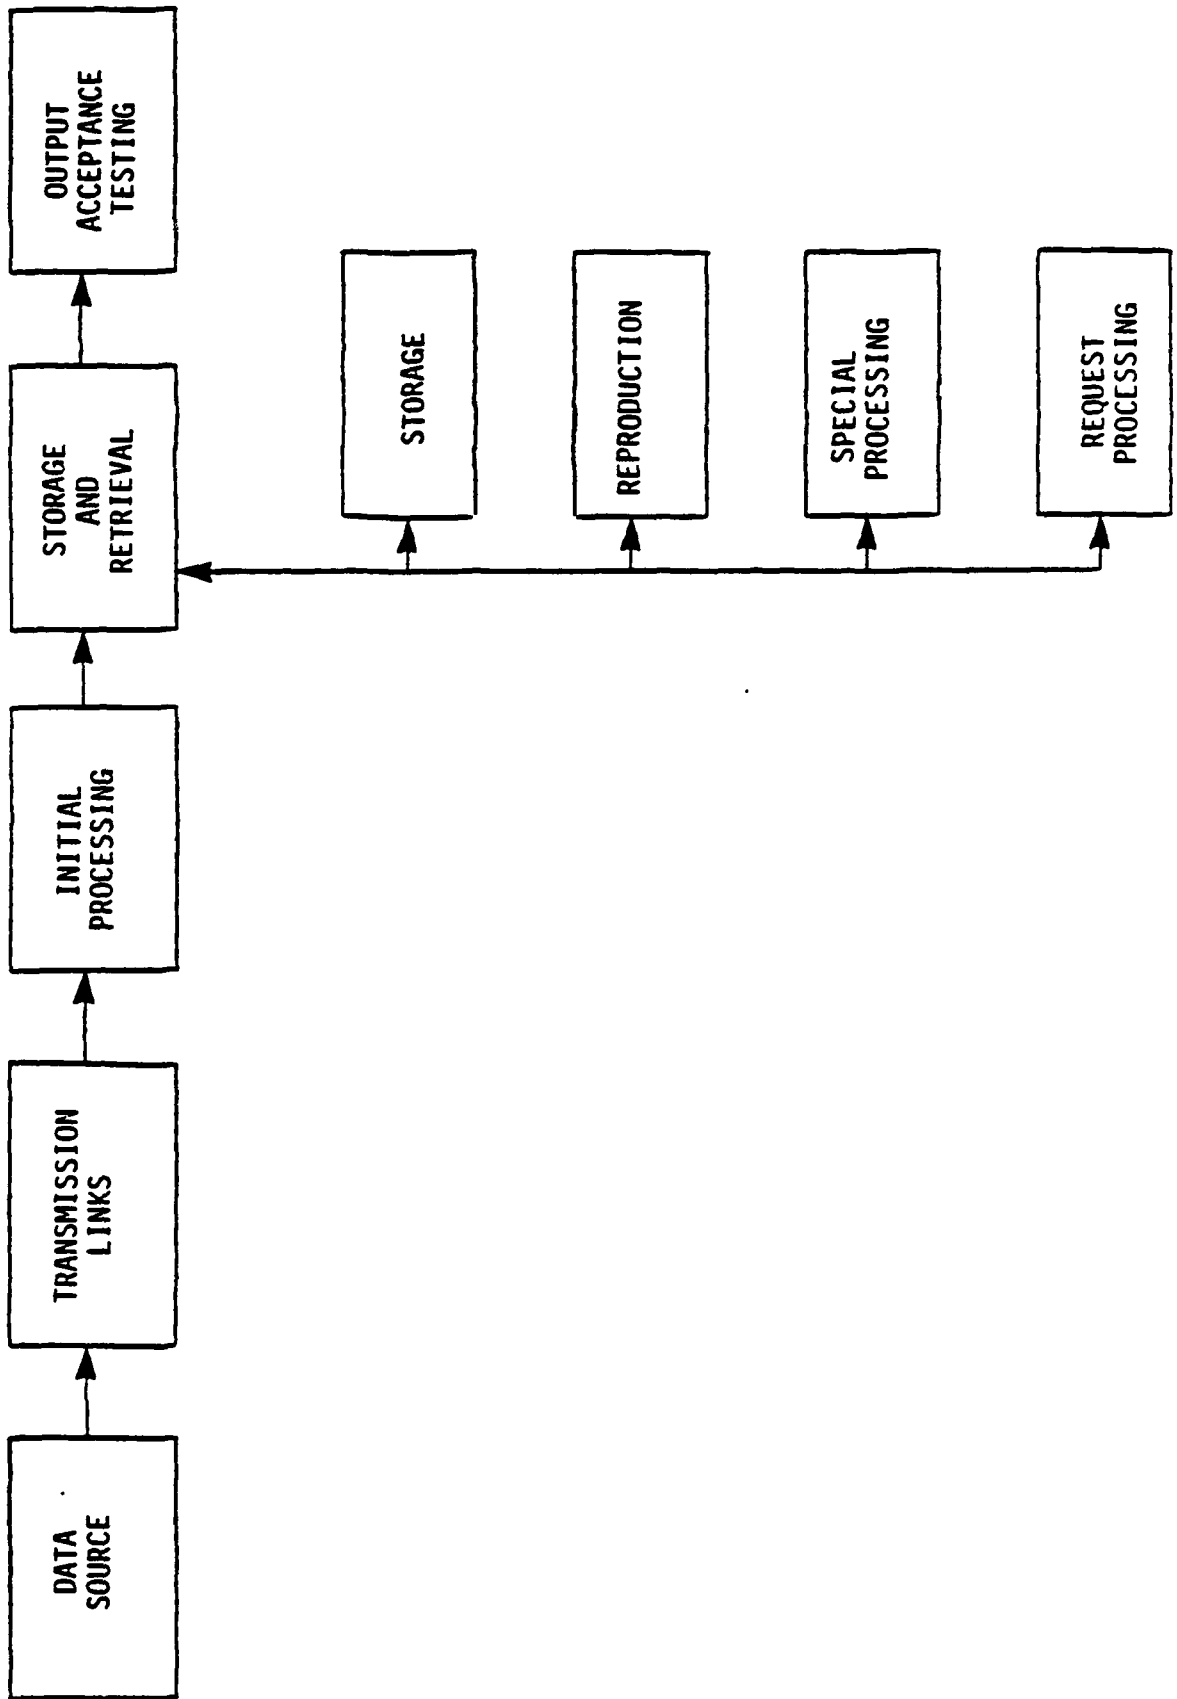 DATA
SOURCE
TRANSMISSION
LINKS
INITIAL
PROCESSING
STORAGE
AND
RETRIEVAL
OUTPUT
ACCEPTANCE
TESTING
STORAGE
REPRODUCTION
SPECIAL
PROCESSING
REQUEST
PROCESSING